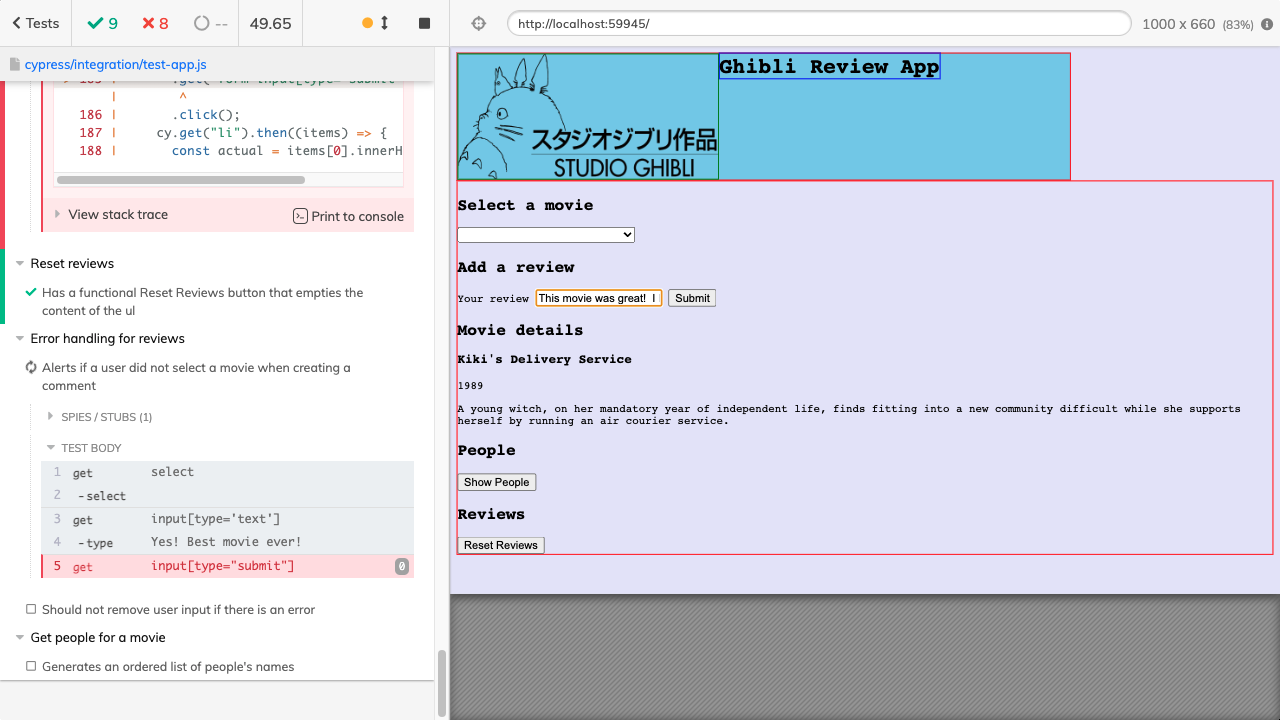 Tests
9
8
--
49.65
http://localhost:59945/
1000 x 660 (83%)
cypress/integration/test-app.js
| ^
186 | .click();
187 | cy.get("li").then((items) => {
188 | const actual = items[0].innerH
View stack trace
Print to console
Reset reviews
Has a functional Reset Reviews button that empties the
content of the ul
Error handling for reviews
Alerts if a user did not select a movie when creating a
comment
SPIES / STUBS (1)
TEST BODY
1 get select
2 -select
3 get input[type='text']
4 -type Yes! Best movie ever!
5 get input[type="submit"] 0
Should not remove user input if there is an error
Get people for a movie
Generates an ordered list of people's names
Ghibli Review App
スタジオジブリ作品
STUDIO GHIBLI
Select a movie
Add a review
Your review This movie was great! I Submit
Movie details
Kiki's Delivery Service
1989
A young witch, on her mandatory year of independent life, finds fitting into a new community difficult while she supports
herself by running an air courier service.
People
Show People
Reviews
Reset Reviews